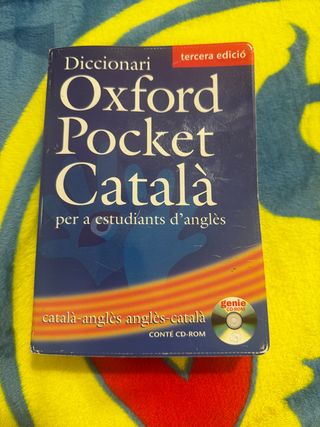 tercera edició
Diccionari
Oxford
Pocket
Català
per a estudiants d'anglès
català-anglès anglès-català
CONTÉ CD-ROM
genie
CD-ROM